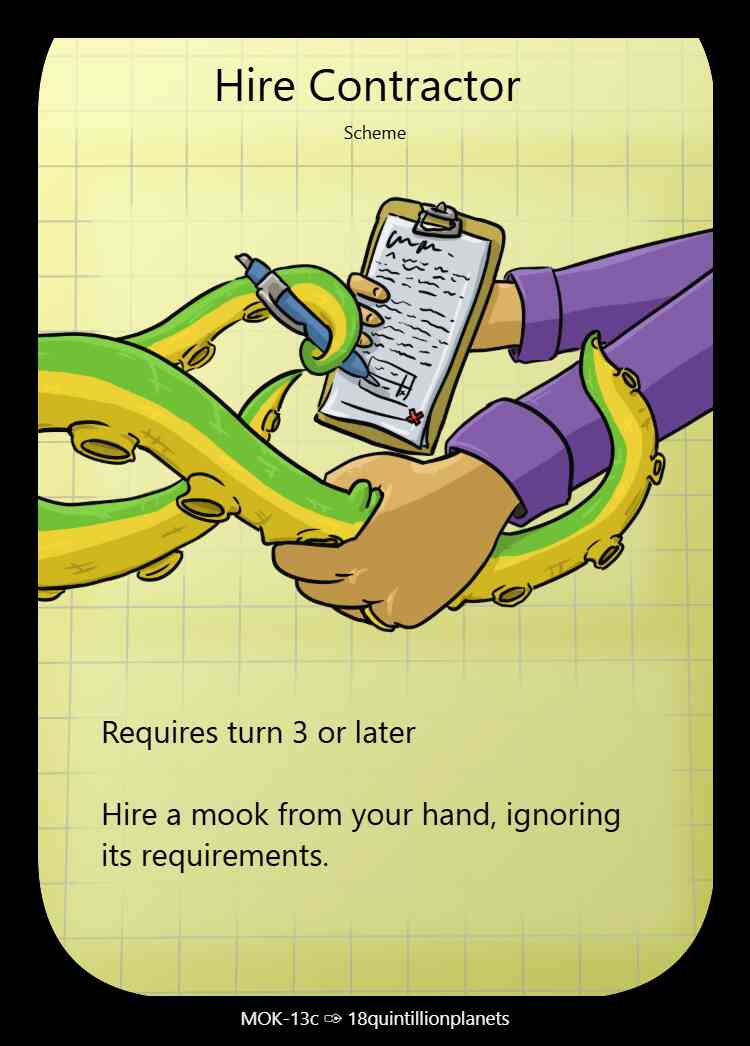 Hire Contractor
Scheme
Requires turn 3 or later
Hire a mook from your hand, ignoring
its requirements.
MOK-13c ✑ 18quintillionplanets